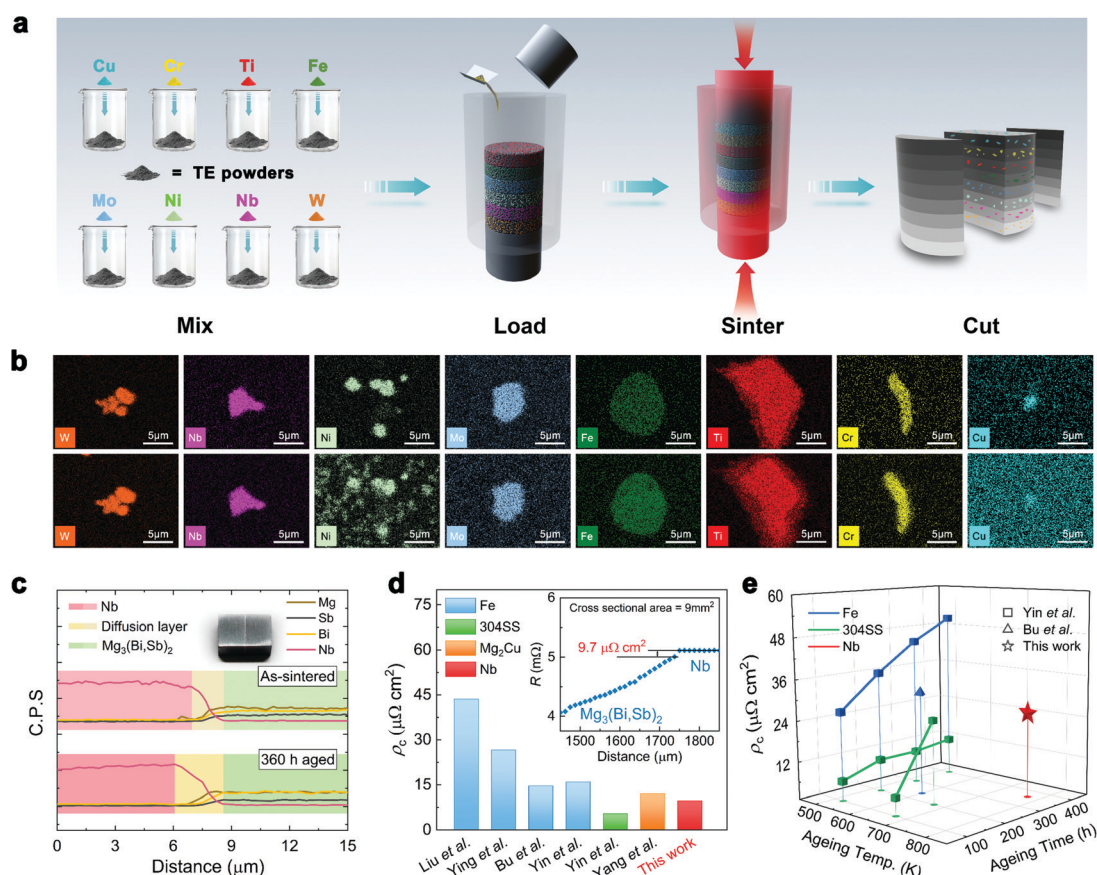 a
Cu Cr Ti Fe
= TE powders
Mo Ni Nb W
Mix Load Sinter Cut
b
W 5μm Nb 5μm Ni 5μm Mo 5μm Fe 5μm Ti 5μm Cr 5μm Cu 5μm
W 5μm Nb 5μm Ni 5μm Mo 5μm Fe 5μm Ti 5μm Cr 5μm Cu 5μm
c
Nb
Diffusion layer
Mg3(Bi,Sb)2
Mg
Sb
Bi
Nb
As-sintered
360 h aged
C.P.S
0 3 6 9 12 15
Distance (μm)
d
75
60
45
30
15
0
ρc (μΩ cm²)
Fe
304SS
Mg2Cu
Nb
Cross sectional area = 9mm²
9.7 μΩ cm²
Nb
Mg3(Bi,Sb)2
R (mΩ)
6
5
4
1500 1600 1700 1800
Distance (μm)
Liu et al.
Ying et al.
Bu et al.
Yin et al.
Yin et al.
Yang et al.
This work
e
60
48
36
24
12
ρc (μΩ cm²)
Fe
304SS
Nb
Yin et al.
Bu et al.
This work
500 600 700 800
Ageing Temp. (K)
100 200 300 400
Ageing Time (h)